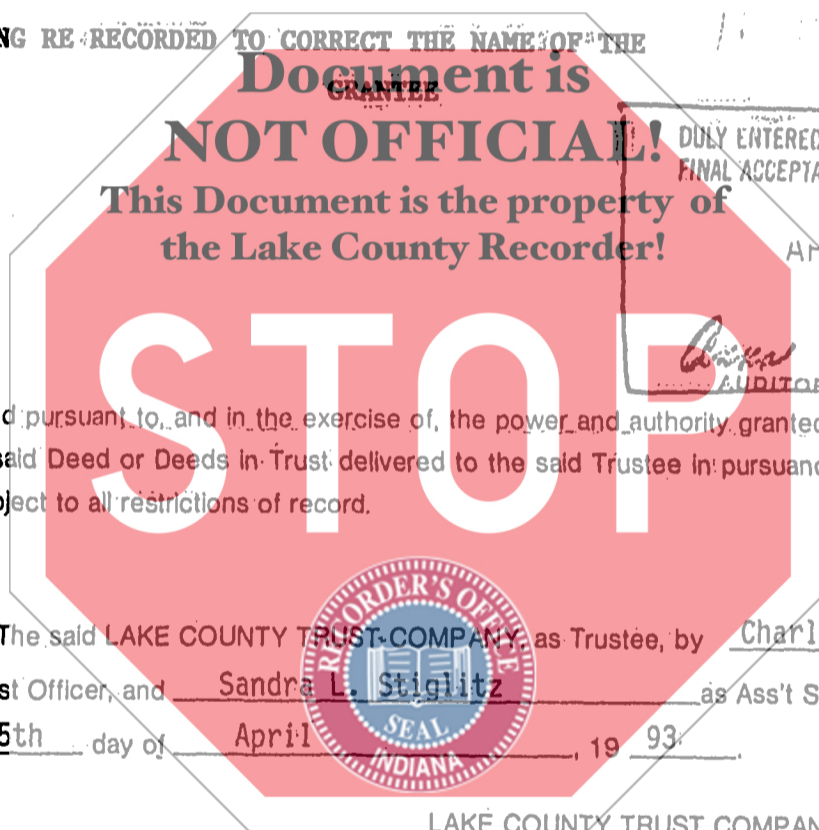 NG RE RECORDED TO CORRECT THE NAME OF THE
GRANTEE
Document is
NOT OFFICIAL!
This Document is the property of
the Lake County Recorder!
DULY ENTERED
FINAL ACCEPTA
AUDITOR
STOP
d pursuant to, and in the exercise of, the power and authority granted
said Deed or Deeds in Trust delivered to the said Trustee in pursuanc
bject to all restrictions of record.
RECORDER'S OFFICE
SEAL
INDIANA
The said LAKE COUNTY TRUST COMPANY, as Trustee, by Charl
st Officer, and Sandra L. Stiglitz as Ass't S
5th day of April, 19 93.
LAKE COUNTY TRUST COMPAN